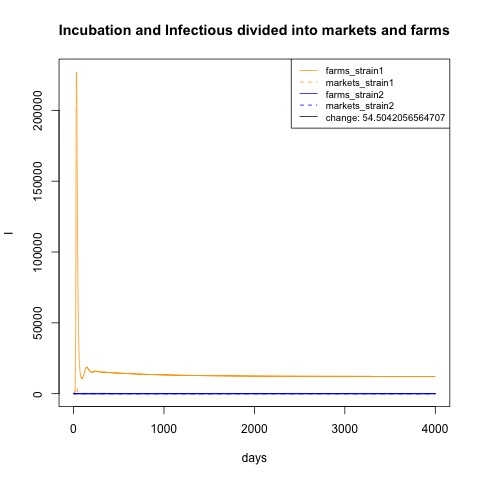 Incubation and Infectious divided into markets and farms
farms_strain1
markets_strain1
farms_strain2
markets_strain2
change: 54.5042056564707
200000
150000
100000
50000
0
I
0 1000 2000 3000 4000
days